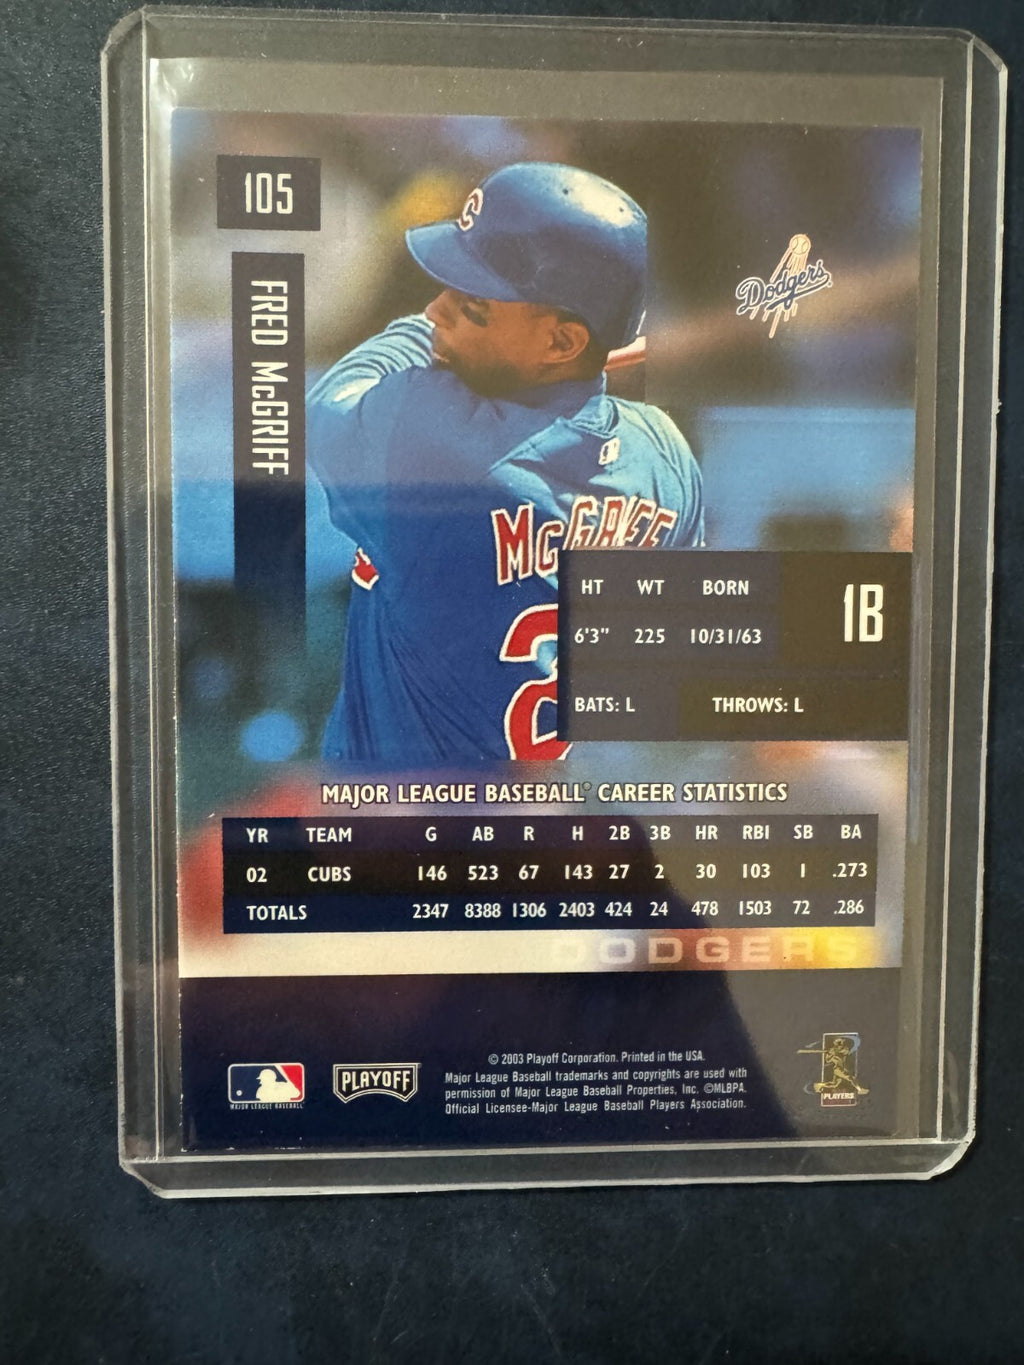 105
C
Dodgers
FRED McGRIFF
McGRIFF
2
HT WT BORN
6'3" 225 10/31/63
1B
BATS: L THROWS: L
MAJOR LEAGUE BASEBALL® CAREER STATISTICS
YR TEAM G AB R H 2B 3B HR RBI SB BA
02 CUBS 146 523 67 143 27 2 30 103 1 .273
TOTALS 2347 8388 1306 2403 424 24 478 1503 72 .286
DODGERS
© 2003 Playoff Corporation. Printed in the USA.
Major League Baseball trademarks and copyrights are used with
permission of Major League Baseball Properties, Inc. ©MLBPA.
Official Licensee-Major League Baseball Players Association.
MAJOR LEAGUE BASEBALL
PLAYOFF
PLAYERS